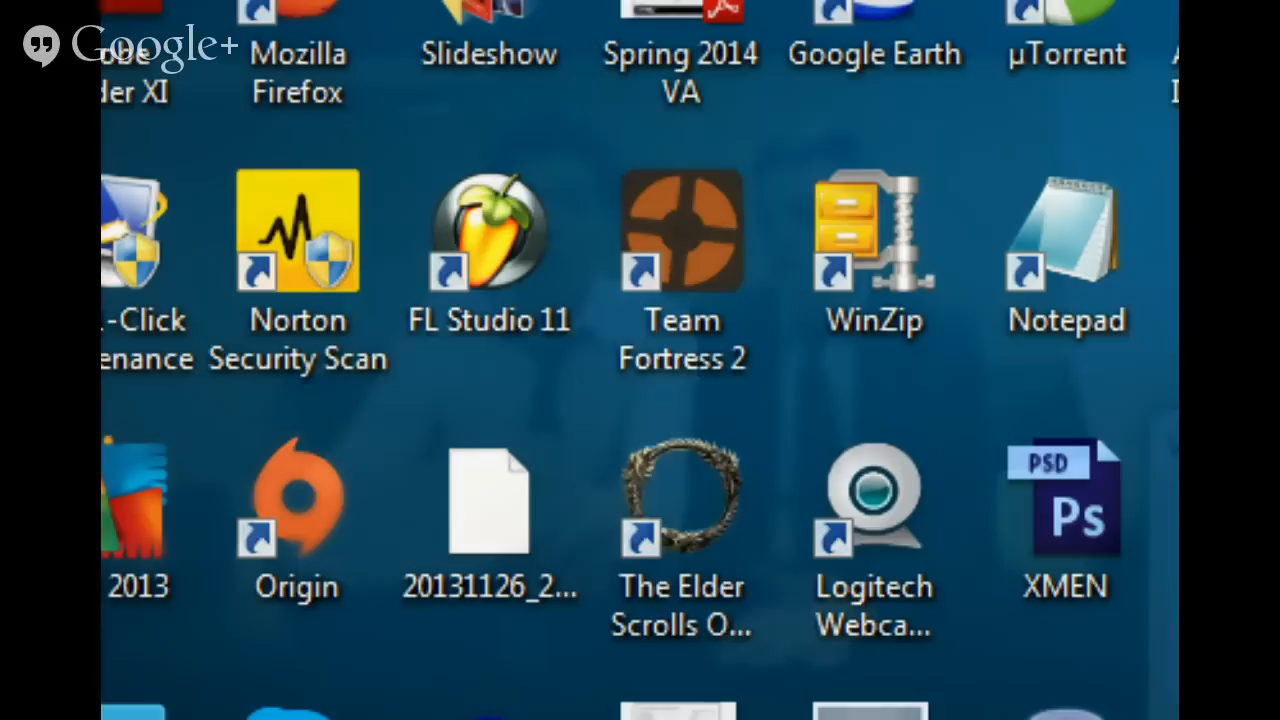 Google+
obe
der XI
Mozilla
Firefox
Slideshow
Spring 2014
VA
Google Earth
µTorrent
-Click
enance
Norton
Security Scan
FL Studio 11
Team
Fortress 2
WinZip
Notepad
2013
Origin
20131126_2...
The Elder
Scrolls O...
Logitech
Webca...
PSD
Ps
XMEN